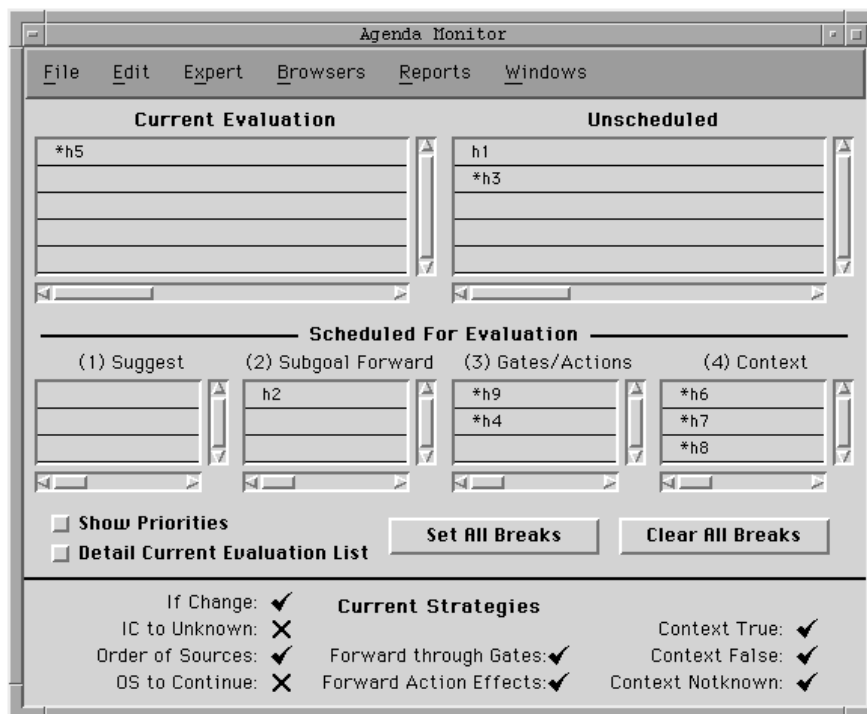 Agenda Monitor
File Edit Expert Browsers Reports Windows
Current Evaluation
*h5
Unscheduled
h1
*h3
Scheduled For Evaluation
(1) Suggest
(2) Subgoal Forward
h2
(3) Gates/Actions
*h9
*h4
(4) Context
*h6
*h7
*h8
Show Priorities
Detail Current Evaluation List
Set All Breaks
Clear All Breaks
Current Strategies
If Change:
IC to Unknown:
Order of Sources:
OS to Continue:
Forward through Gates:
Forward Action Effects:
Context True:
Context False:
Context Notknown: